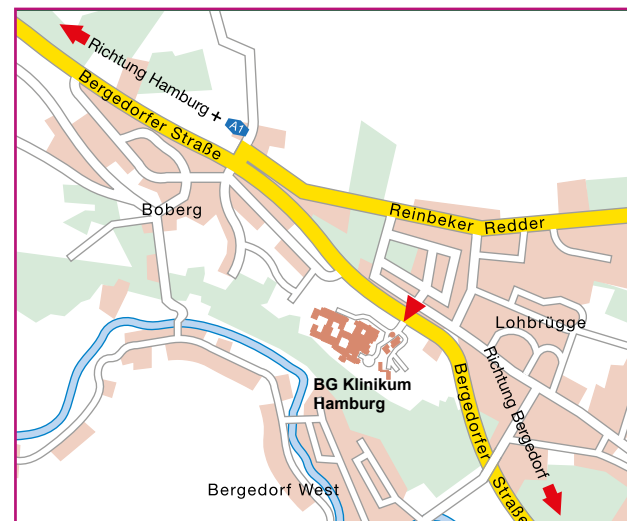 Richtung Hamburg +
A1
Bergedorfer Straße
Boberg
Reinbeker Redder
Lohbrügge
BG Klinikum
Hamburg
Bergedorfer Straße
Richtung Bergedorf
Bergedorf West